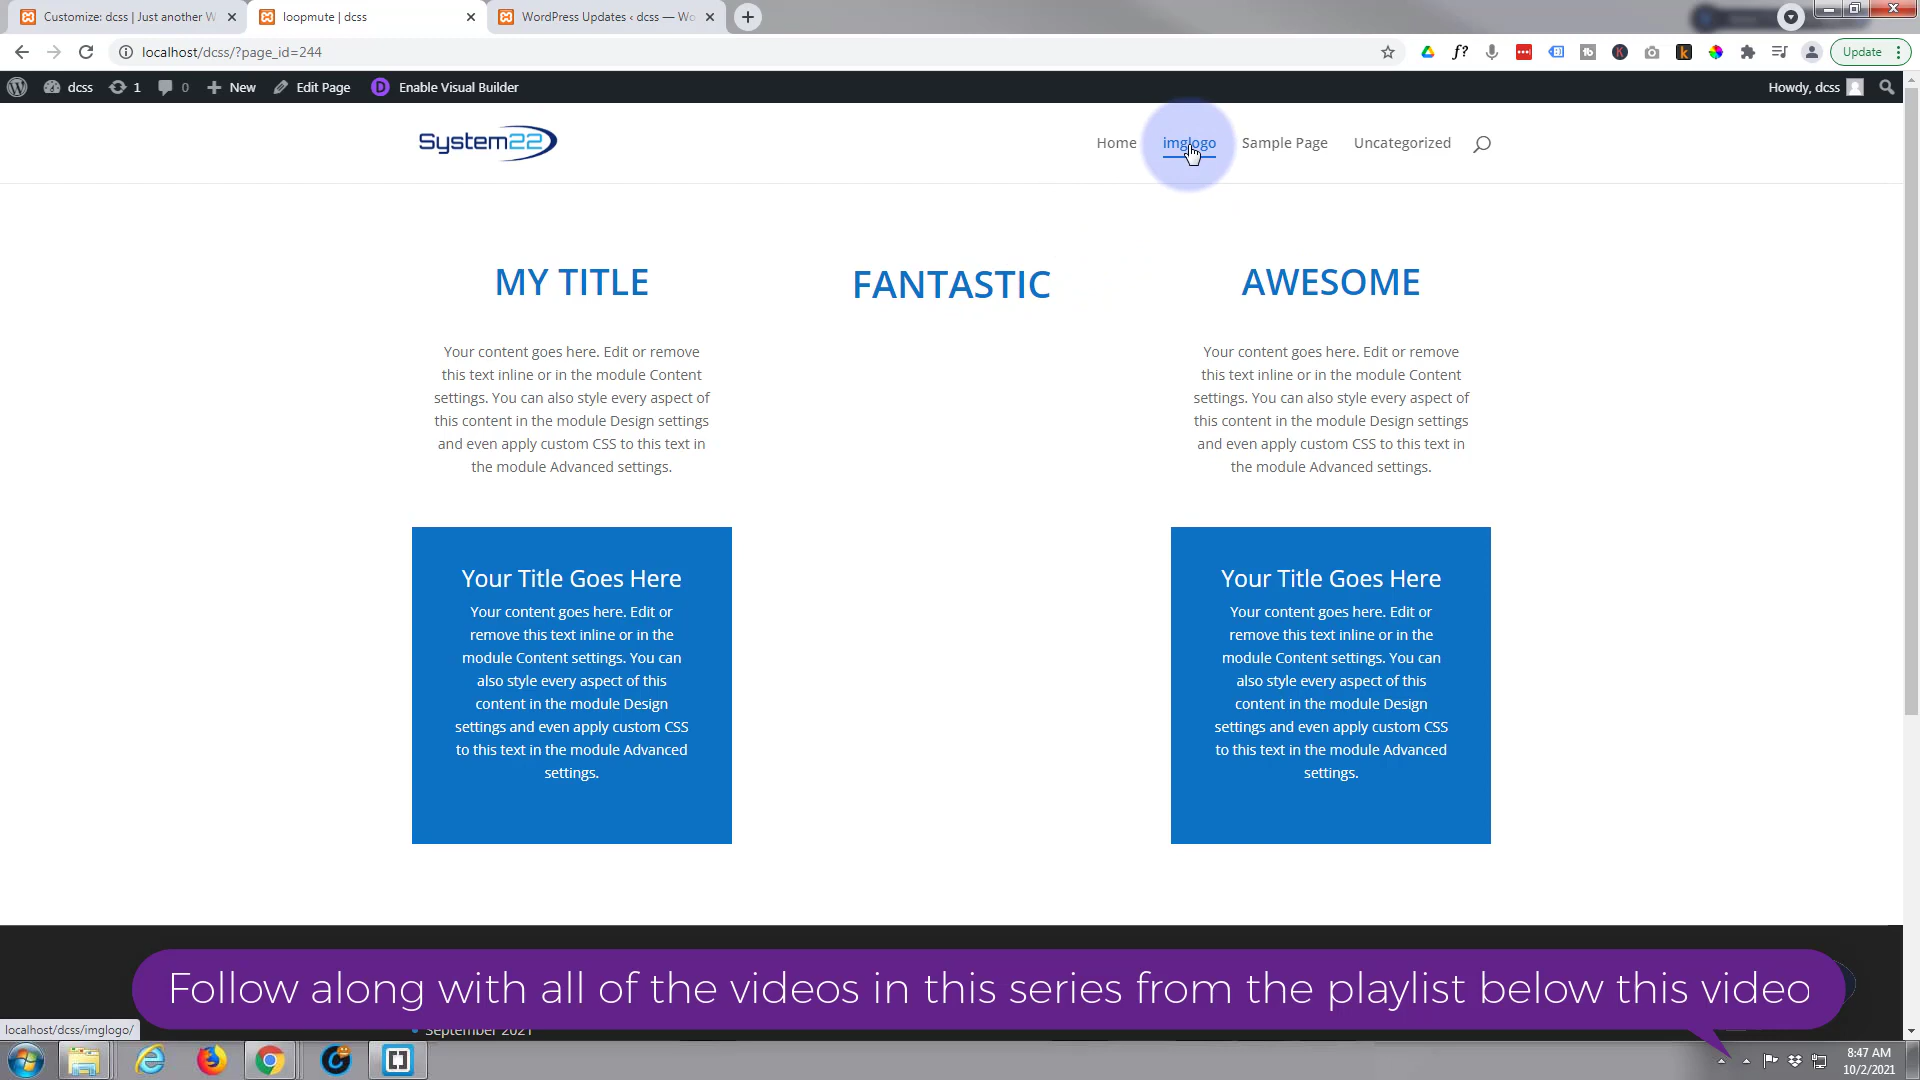 Customize: dcss | Just another W
loopmute | dcss
WordPress Updates ‹ dcss — Wo
localhost/dcss/?page_id=244
Update
dcss
1
0
New
Edit Page
Enable Visual Builder
Howdy, dcss
System22
Home
imglogo
Sample Page
Uncategorized
MY TITLE
Your content goes here. Edit or remove
this text inline or in the module Content
settings. You can also style every aspect of
this content in the module Design settings
and even apply custom CSS to this text in
the module Advanced settings.
Your Title Goes Here
Your content goes here. Edit or
remove this text inline or in the
module Content settings. You can
also style every aspect of this
content in the module Design
settings and even apply custom CSS
to this text in the module Advanced
settings.
FANTASTIC
AWESOME
Your content goes here. Edit or remove
this text inline or in the module Content
settings. You can also style every aspect of
this content in the module Design settings
and even apply custom CSS to this text in
the module Advanced settings.
Your Title Goes Here
Your content goes here. Edit or
remove this text inline or in the
module Content settings. You can
also style every aspect of this
content in the module Design
settings and even apply custom CSS
to this text in the module Advanced
settings.
Follow along with all of the videos in this series from the playlist below this video
localhost/dcss/imglogo/
September 2021
8:47 AM
10/2/2021